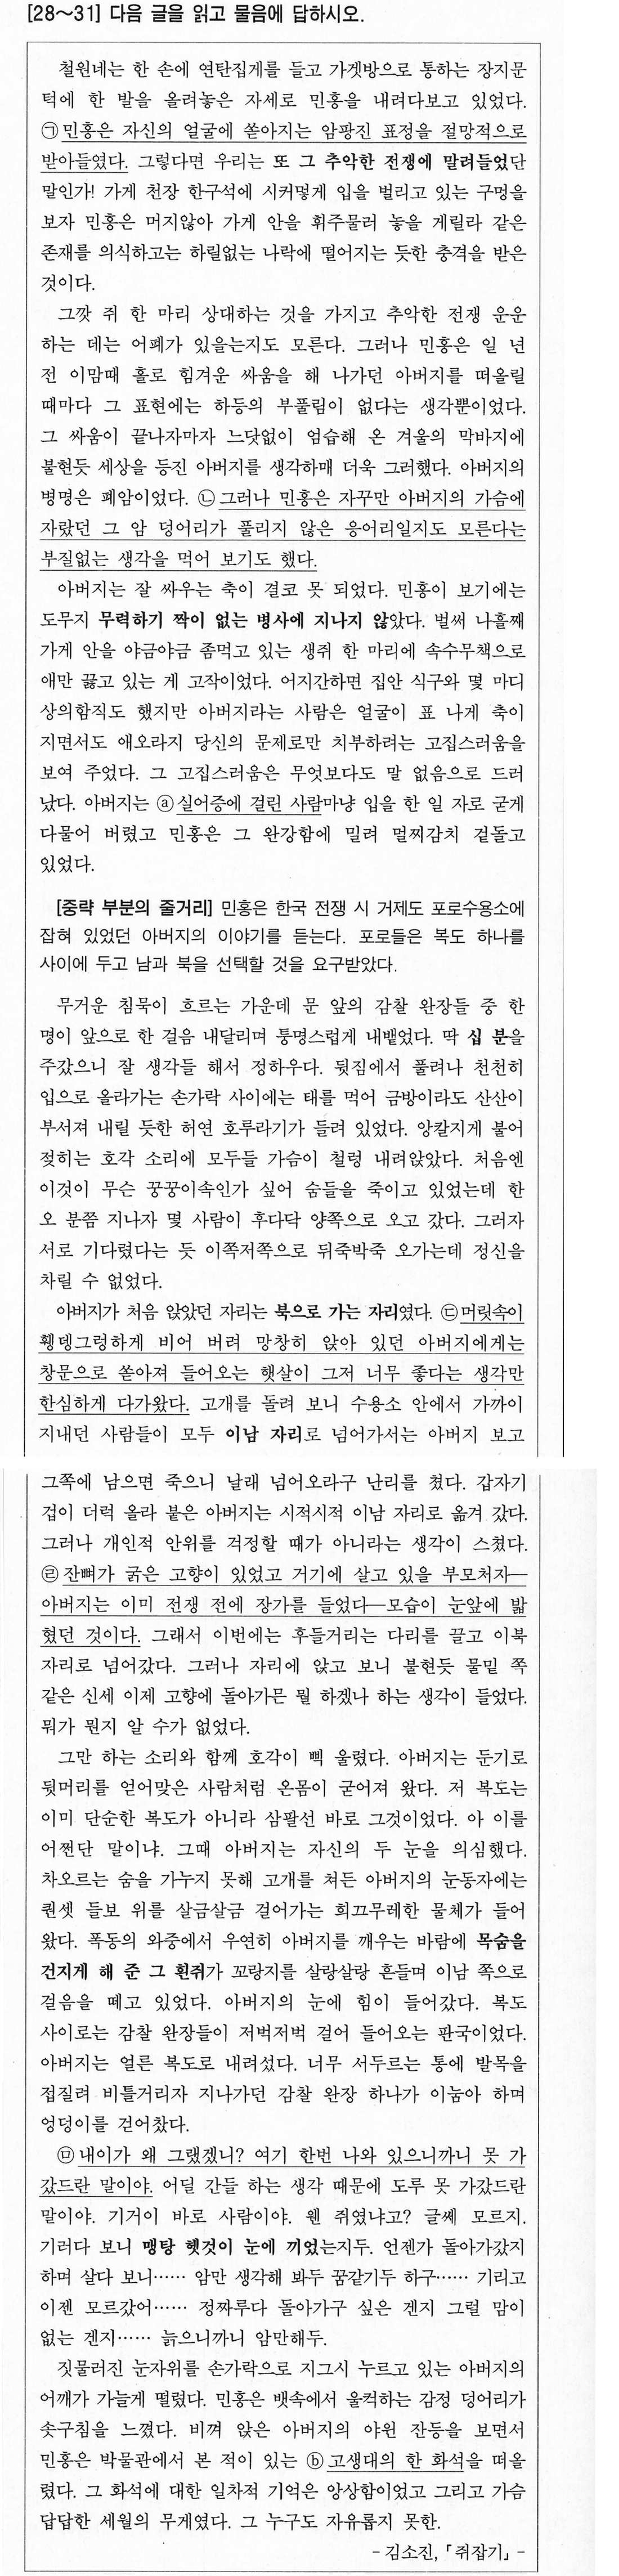 [28～31] 다음 글을 읽고 물음에 답하시오.
철원네는 한 손에 연탄집게를 들고 가겟방으로 통하는 장지문
턱에 한 발을 올려놓은 자세로 민홍을 내려다보고 있었다.
㉠민홍은 자신의 얼굴에 쏟아지는 암팡진 표정을 절망적으로
받아들였다. 그렇다면 우리는 또 그 추악한 전쟁에 말려들었단
말인가! 가게 천장 한구석에 시커멓게 입을 벌리고 있는 구멍을
보자 민홍은 머지않아 가게 안을 휘주물러 놓을 게릴라 같은
존재를 의식하고는 하릴없는 나락에 떨어지는 듯한 충격을 받은
것이다.
그깟 쥐 한 마리 상대하는 것을 가지고 추악한 전쟁 운운
하는 데는 어폐가 있을는지도 모른다. 그러나 민홍은 일 년
전 이맘때 홀로 힘겨운 싸움을 해 나가던 아버지를 떠올릴
때마다 그 표현에는 하등의 부풀림이 없다는 생각뿐이었다.
그 싸움이 끝나자마자 느닷없이 엄습해 온 겨울의 막바지에
불현듯 세상을 등진 아버지를 생각하매 더욱 그러했다. 아버지의
병명은 폐암이었다. ㉡그러나 민홍은 자꾸만 아버지의 가슴에
자랐던 그 암 덩어리가 풀리지 않은 응어리일지도 모른다는
부질없는 생각을 먹어 보기도 했다.
아버지는 잘 싸우는 축이 결코 못 되었다. 민홍이 보기에는
도무지 무력하기 짝이 없는 병사에 지나지 않았다. 벌써 나흘째
가게 안을 야금야금 좀먹고 있는 생쥐 한 마리에 속수무책으로
애만 끓고 있는 게 고작이었다. 어지간하면 집안 식구와 몇 마디
상의함직도 했지만 아버지라는 사람은 얼굴이 표 나게 축이
지면서도 애오라지 당신의 문제로만 치부하려는 고집스러움을
보여 주었다. 그 고집스러움은 무엇보다도 말 없음으로 드러
났다. 아버지는 ⓐ실어증에 걸린 사람마냥 입을 한 일 자로 굳게
다물어 버렸고 민홍은 그 완강함에 밀려 멀찌감치 겉돌고
있었다.
[중략 부분의 줄거리] 민홍은 한국 전쟁 시 거제도 포로수용소에
잡혀 있었던 아버지의 이야기를 듣는다. 포로들은 복도 하나를
사이에 두고 남과 북을 선택할 것을 요구받았다.
무거운 침묵이 흐르는 가운데 문 앞의 감찰 완장들 중 한
명이 앞으로 한 걸음 내달리며 퉁명스럽게 내뱉었다. 딱 십 분을
주갔으니 잘 생각들 해서 정하우다. 뒷짐에서 풀려나 천천히
입으로 올라가는 손가락 사이에는 태를 먹어 금방이라도 산산이
부서져 내릴 듯한 허연 호루라기가 들려 있었다. 앙칼지게 불어
젖히는 호각 소리에 모두들 가슴이 철렁 내려앉았다. 처음엔
이것이 무슨 꿍꿍이속인가 싶어 숨들을 죽이고 있었는데 한
오 분쯤 지나자 몇 사람이 후다닥 양쪽으로 오고 갔다. 그러자
서로 기다렸다는 듯 이쪽저쪽으로 뒤죽박죽 오가는데 정신을
차릴 수 없었다.
아버지가 처음 앉았던 자리는 북으로 가는 자리였다. ㉢머릿속이
휑뎅그렁하게 비어 버려 망창히 앉아 있던 아버지에게는
창문으로 쏟아져 들어오는 햇살이 그저 너무 좋다는 생각만
한심하게 다가왔다. 고개를 돌려 보니 수용소 안에서 가까이
지내던 사람들이 모두 이남 자리로 넘어가서는 아버지 보고
그쪽에 남으면 죽으니 날래 넘어오라구 난리를 쳤다. 갑자기
겁이 더럭 올라 붙은 아버지는 시적시적 이남 자리로 옮겨 갔다.
그러나 개인적 안위를 걱정할 때가 아니라는 생각이 스쳤다.
㉣잔뼈가 굵은 고향이 있었고 거기에 살고 있을 부모처자—
아버지는 이미 전쟁 전에 장가를 들었다—모습이 눈앞에 밟
혔던 것이다. 그래서 이번에는 후들거리는 다리를 끌고 이북
자리로 넘어갔다. 그러나 자리에 앉고 보니 불현듯 물밑 쪽
같은 신세 이제 고향에 돌아가믄 뭘 하겠나 하는 생각이 들었다.
뭐가 뭔지 알 수가 없었다.
그만 하는 소리와 함께 호각이 삑 울렸다. 아버지는 둔기로
뒷머리를 얻어맞은 사람처럼 온몸이 굳어져 왔다. 저 복도는
이미 단순한 복도가 아니라 삼팔선 바로 그것이었다. 아 이를
어쩐단 말이냐. 그때 아버지는 자신의 두 눈을 의심했다.
차오르는 숨을 가누지 못해 고개를 쳐든 아버지의 눈동자에는
퀀셋 들보 위를 살금살금 걸어가는 희끄무레한 물체가 들어
왔다. 폭동의 와중에서 우연히 아버지를 깨우는 바람에 목숨을
건지게 해 준 그 흰쥐가 꼬랑지를 살랑살랑 흔들며 이남 쪽으로
걸음을 떼고 있었다. 아버지의 눈에 힘이 들어갔다. 복도
사이로는 감찰 완장들이 저벅저벅 걸어 들어오는 판국이었다.
아버지는 얼른 복도로 내려섰다. 너무 서두르는 통에 발목을
접질려 비틀거리자 지나가던 감찰 완장 하나가 이눔아 하며
엉덩이를 걷어찼다.
㉤내이가 왜 그랬겠니? 여기 한번 나와 있으니까니 못 가
갔드란 말이야. 어딜 간들 하는 생각 때문에 도루 못 가갔드란
말이야. 기거이 바로 사람이야. 웬 쥐였냐고? 글쎄 모르지.
기러다 보니 맹탕 헷것이 눈에 끼었는지두. 언젠가 돌아가갔지
하며 살다 보니…… 암만 생각해 봐두 꿈같기두 하구…… 기리고
이젠 모르갔어…… 정짜루다 돌아가구 싶은 겐지 그럴 맘이
없는 겐지…… 늙으니까니 암만해두.
짓물러진 눈자위를 손가락으로 지그시 누르고 있는 아버지의
어깨가 가늘게 떨렸다. 민홍은 뱃속에서 울컥하는 감정 덩어리가
솟구침을 느꼈다. 비껴 앉은 아버지의 야윈 잔등을 보면서
민홍은 박물관에서 본 적이 있는 ⓑ고생대의 한 화석을 떠올
렸다. 그 화석에 대한 일차적 기억은 앙상함이었고 그리고 가슴
답답한 세월의 무게였다. 그 누구도 자유롭지 못한.
- 김소진, 「쥐잡기」 -